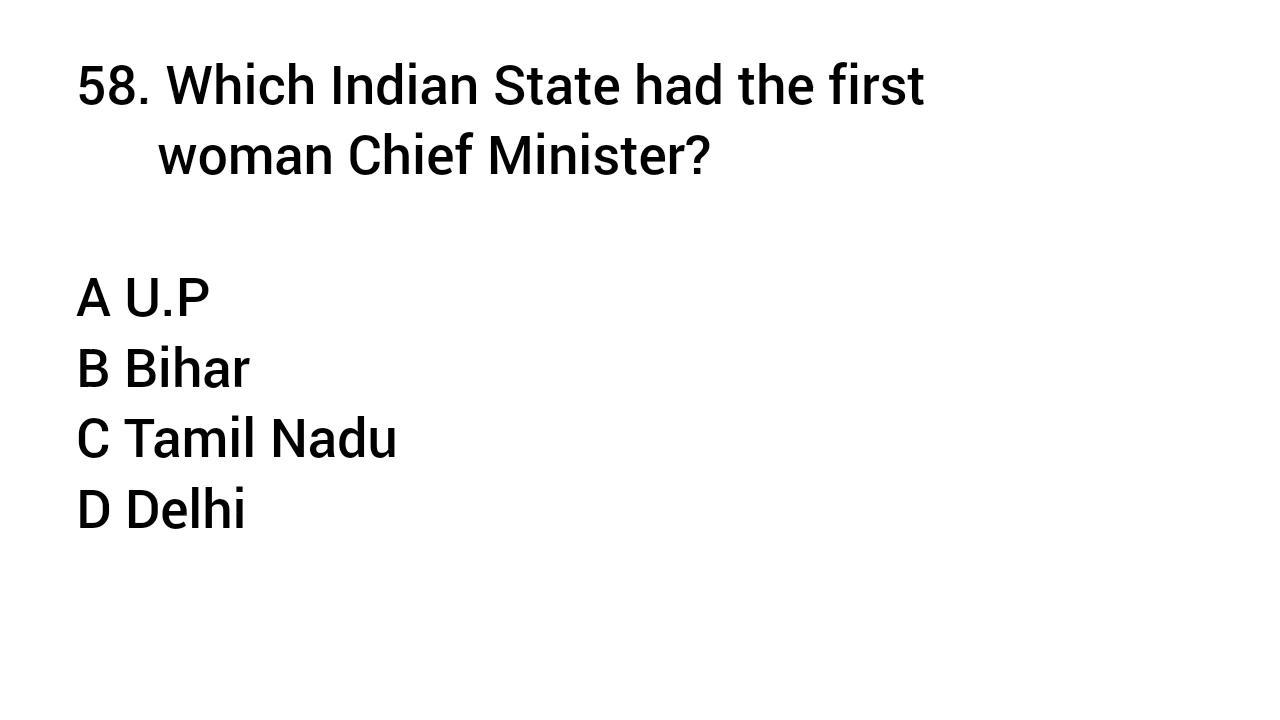 58. Which Indian State had the first
woman Chief Minister?
A U.P
B Bihar
C Tamil Nadu
D Delhi